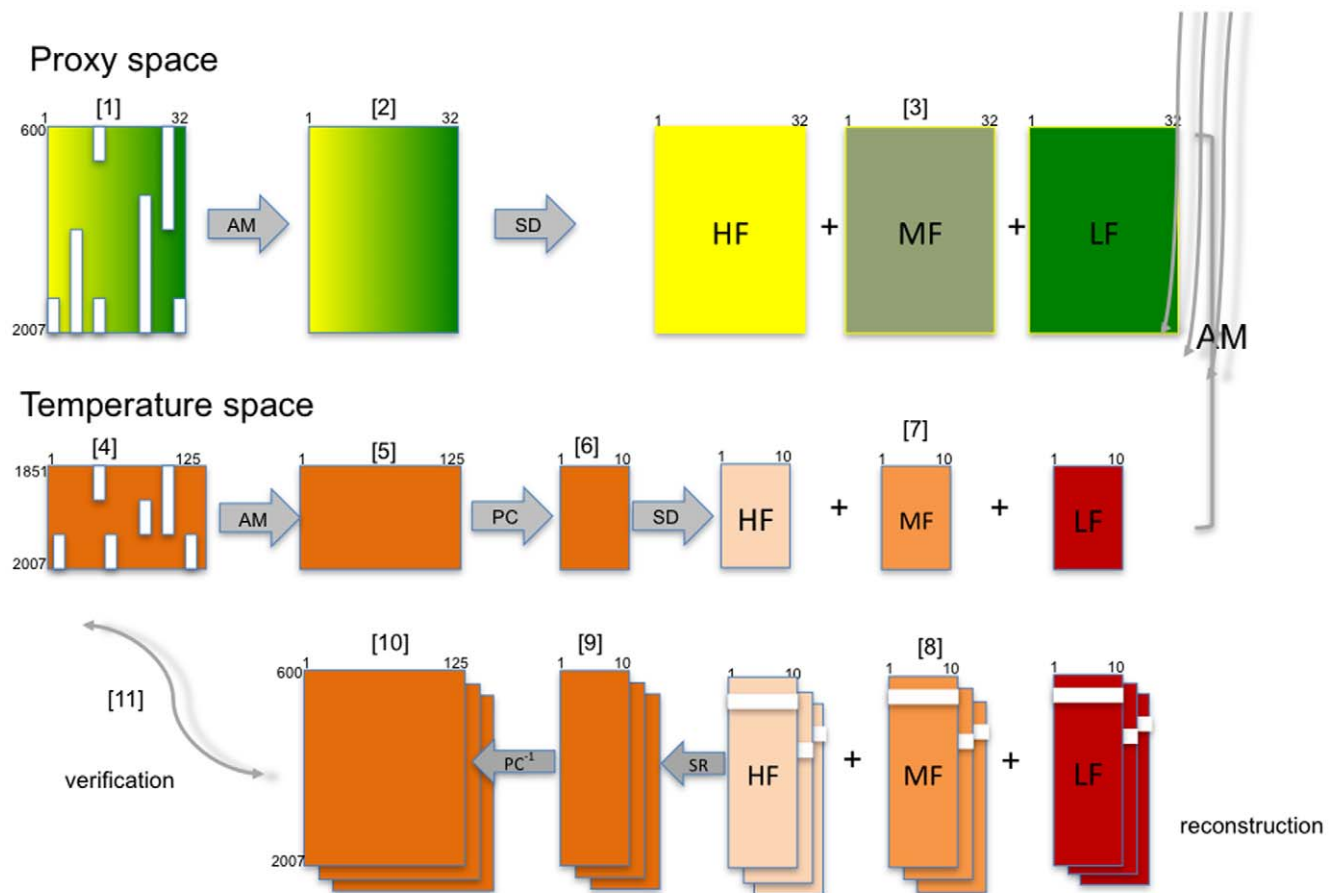 Proxy space
[1] [2] [3]
1 32 1 32 1 32 1 32 1 32
600
AM SD HF + MF + LF
2007
AM
Temperature space
[4] [5] [6] [7]
1 125 1 125 1 10 1 10 1 10 1 10
1851
AM PC SD HF + MF + LF
2007
[10] [9] [8]
1 125 1 10 1 10 1 10 1 10
600
[11]
PC-1 SR HF + MF + LF
verification
reconstruction
2007